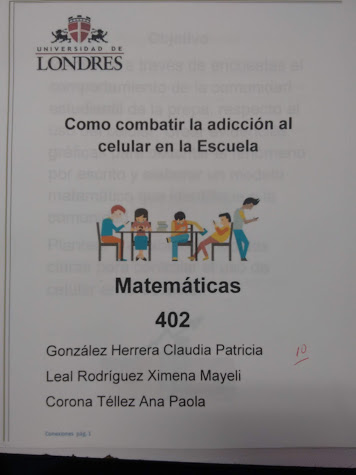 UNIVERSIDAD DE
LONDRES
Objetivo
Como combatir la adicción al
celular en la Escuela
Matemáticas
402
González Herrera Claudia Patricia
10
Leal Rodríguez Ximena Mayeli
Corona Téllez Ana Paola